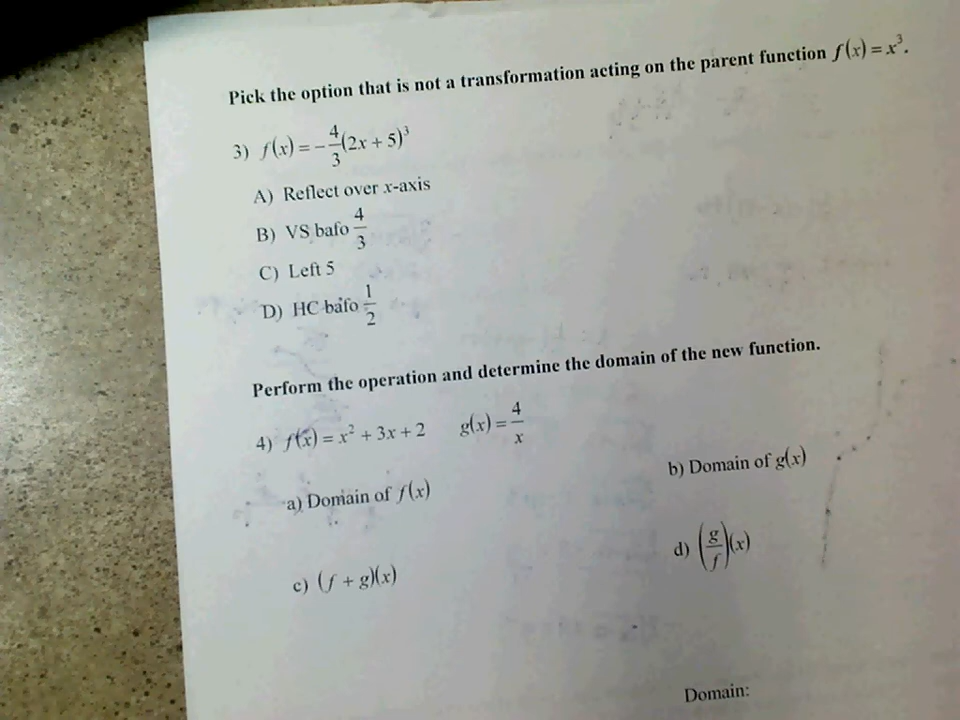 Pick the option that is not a transformation acting on the parent function f(x) = x³.
3) f(x) = -4/3(2x + 5)³
A) Reflect over x-axis
B) VS bafo 4/3
C) Left 5
D) HC bafo 1/2
Perform the operation and determine the domain of the new function.
4) f(x) = x² + 3x + 2 g(x) = 4/x
a) Domain of f(x)
b) Domain of g(x)
c) (f + g)(x)
d) (g/f)(x)
Domain: